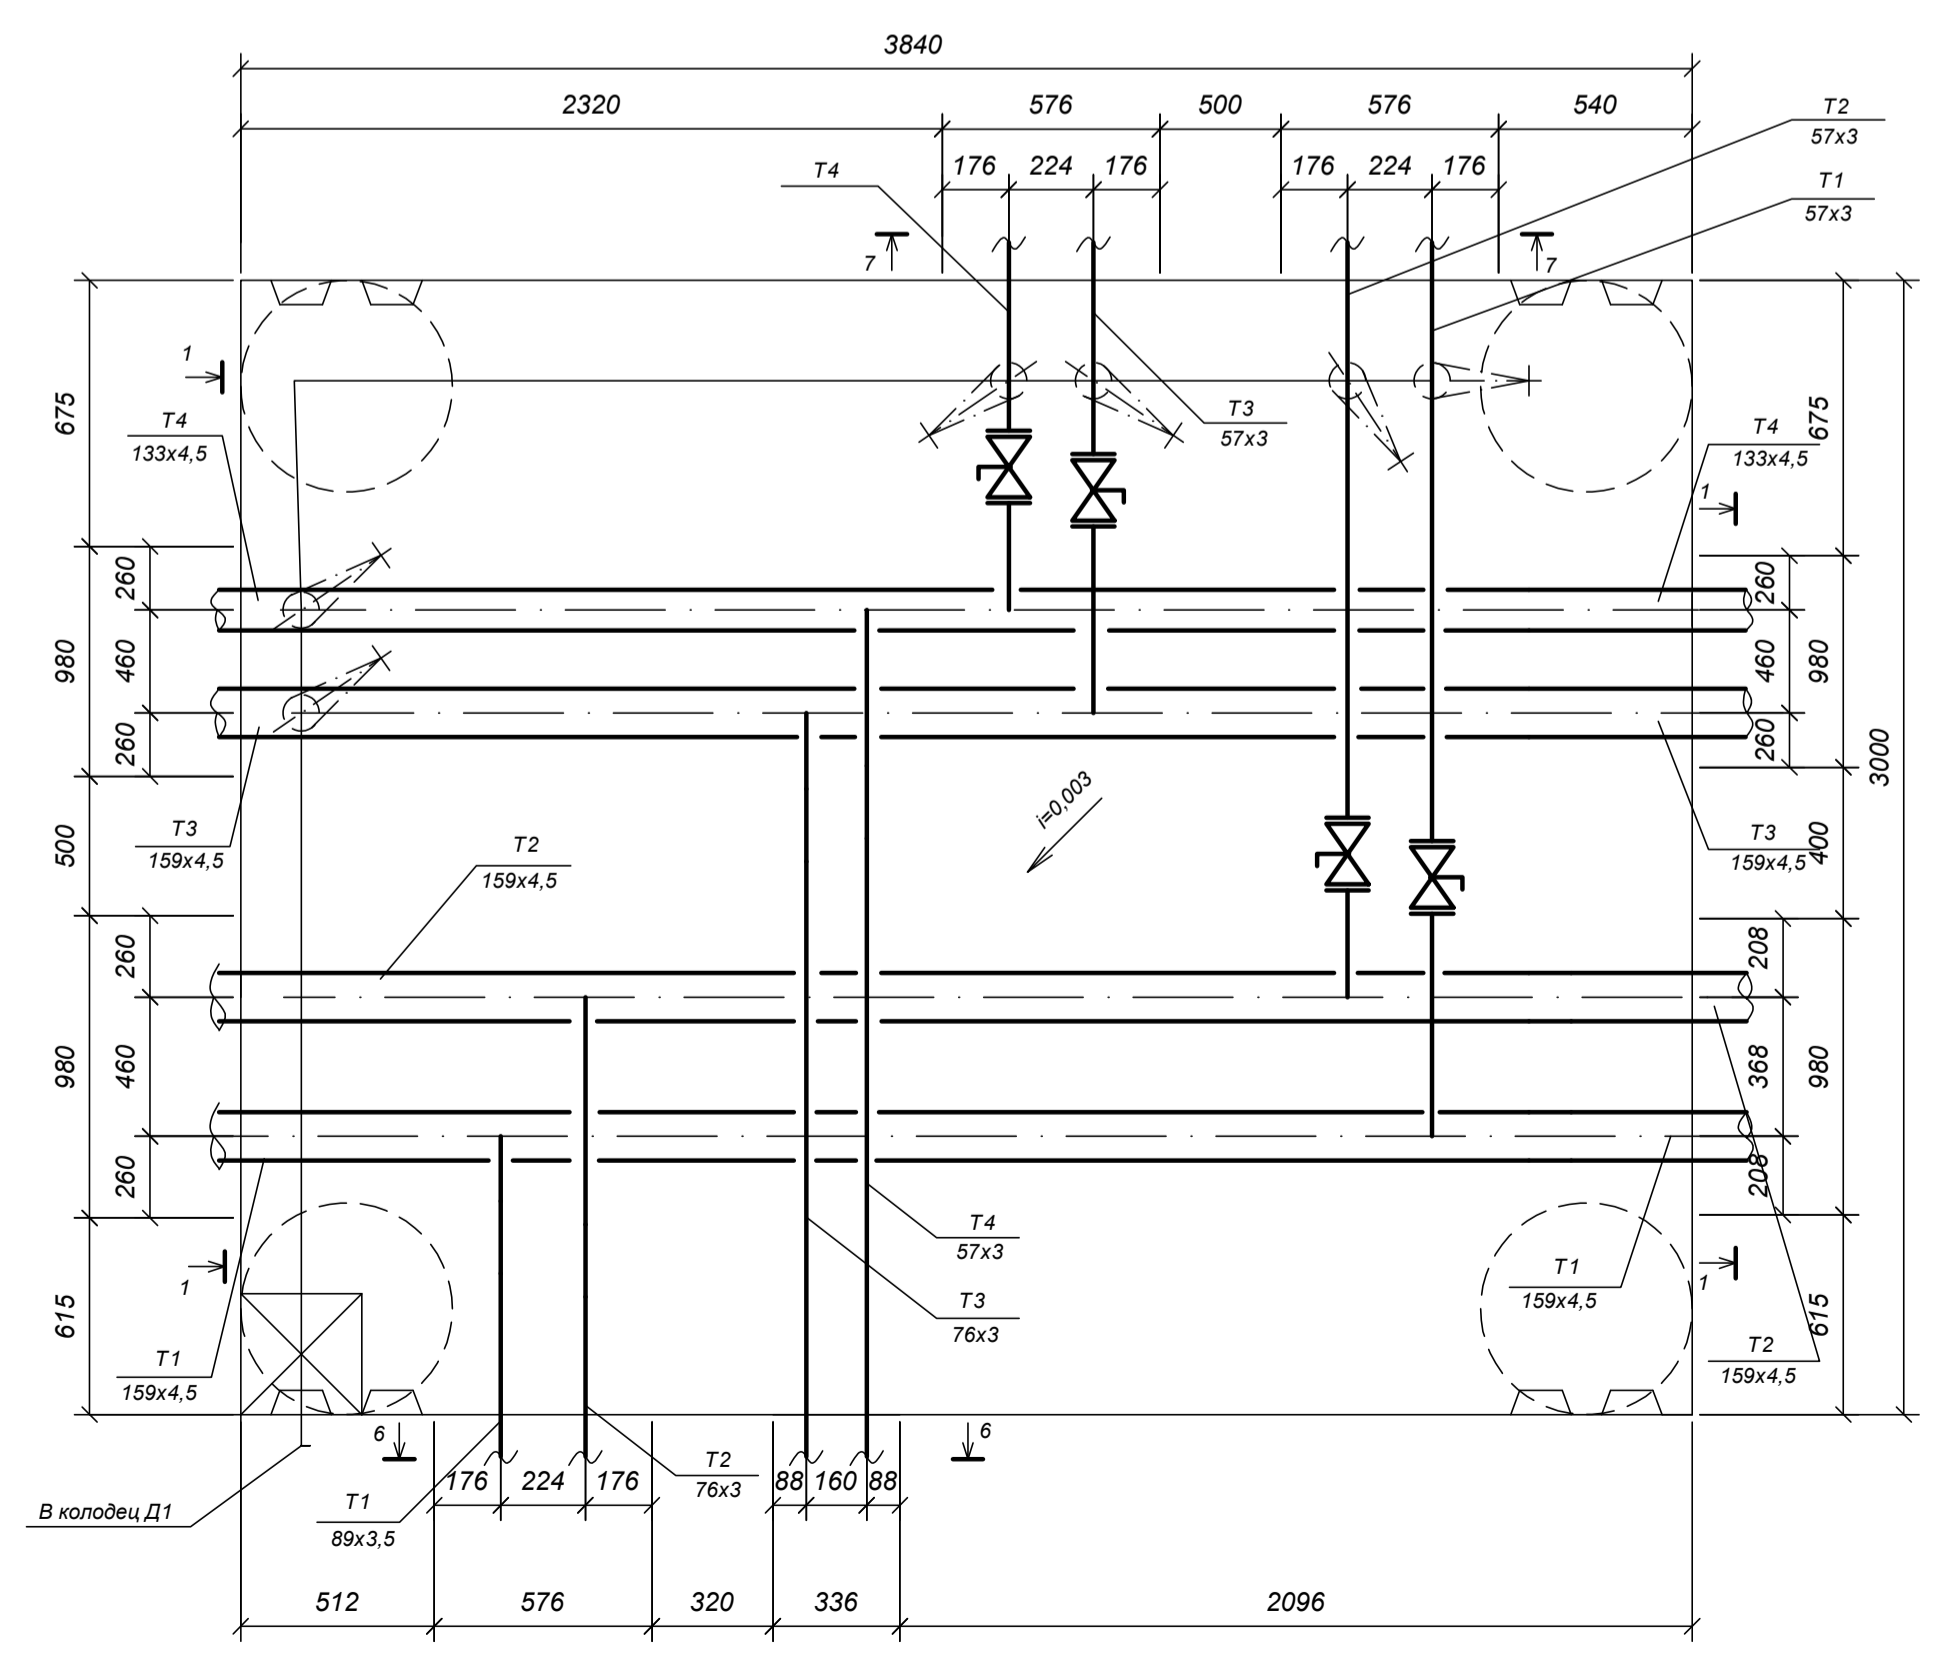 3840
2320
576
500
576
540
Т2
57х3
176
224
176
176
224
176
Т4
Т1
57х3
7
7
1
675
Т4
133х4,5
Т3
57х3
675
Т4
133х4,5
1
260
980
460
260
260
460
980
260
3000
i=0,003
Т3
159х4,5
500
Т2
159х4,5
Т3
159х4,5
400
260
980
460
260
208
368
980
208
Т4
57х3
Т3
76х3
Т1
159х4,5
1
1
615
615
Т1
159х4,5
Т2
159х4,5
6
6
176
224
176
Т2
76х3
88
160
88
В колодец Д1
Т1
89х3,5
512
576
320
336
2096